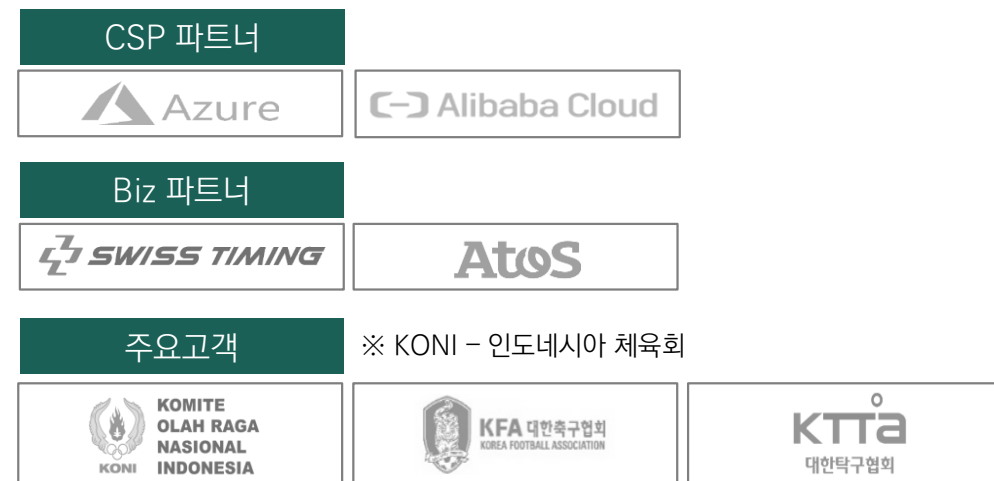 CSP 파트너
Azure
Alibaba Cloud
Biz 파트너
SWISS TIMING
Atos
주요고객
※ KONI – 인도네시아 체육회
KONI
KOMITE
OLAH RAGA
NASIONAL
INDONESIA
KFA 대한축구협회
KOREA FOOTBALL ASSOCIATION
KTTa
대한탁구협회